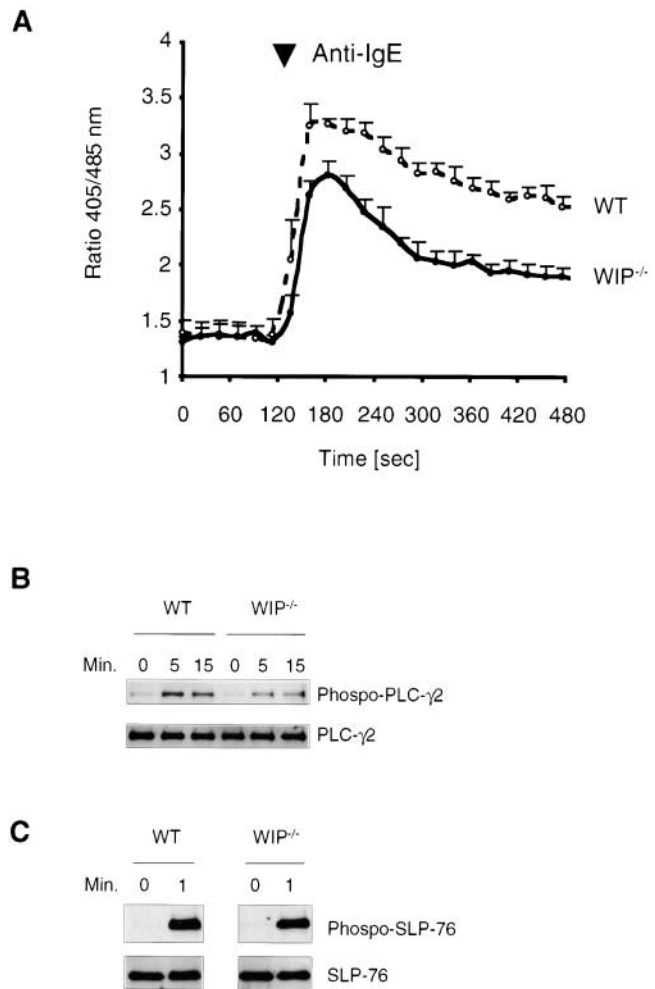 A
Anti-IgE
Ratio 405/485 nm
4
3.5
3
2.5
2
1.5
1
WT
WIP-/-
0 60 120 180 240 300 360 420 480
Time [sec]
B
WT WIP-/-
Min. 0 5 15 0 5 15
Phospo-PLC-γ2
PLC-γ2
C
WT WIP-/-
Min. 0 1 0 1
Phospo-SLP-76
SLP-76